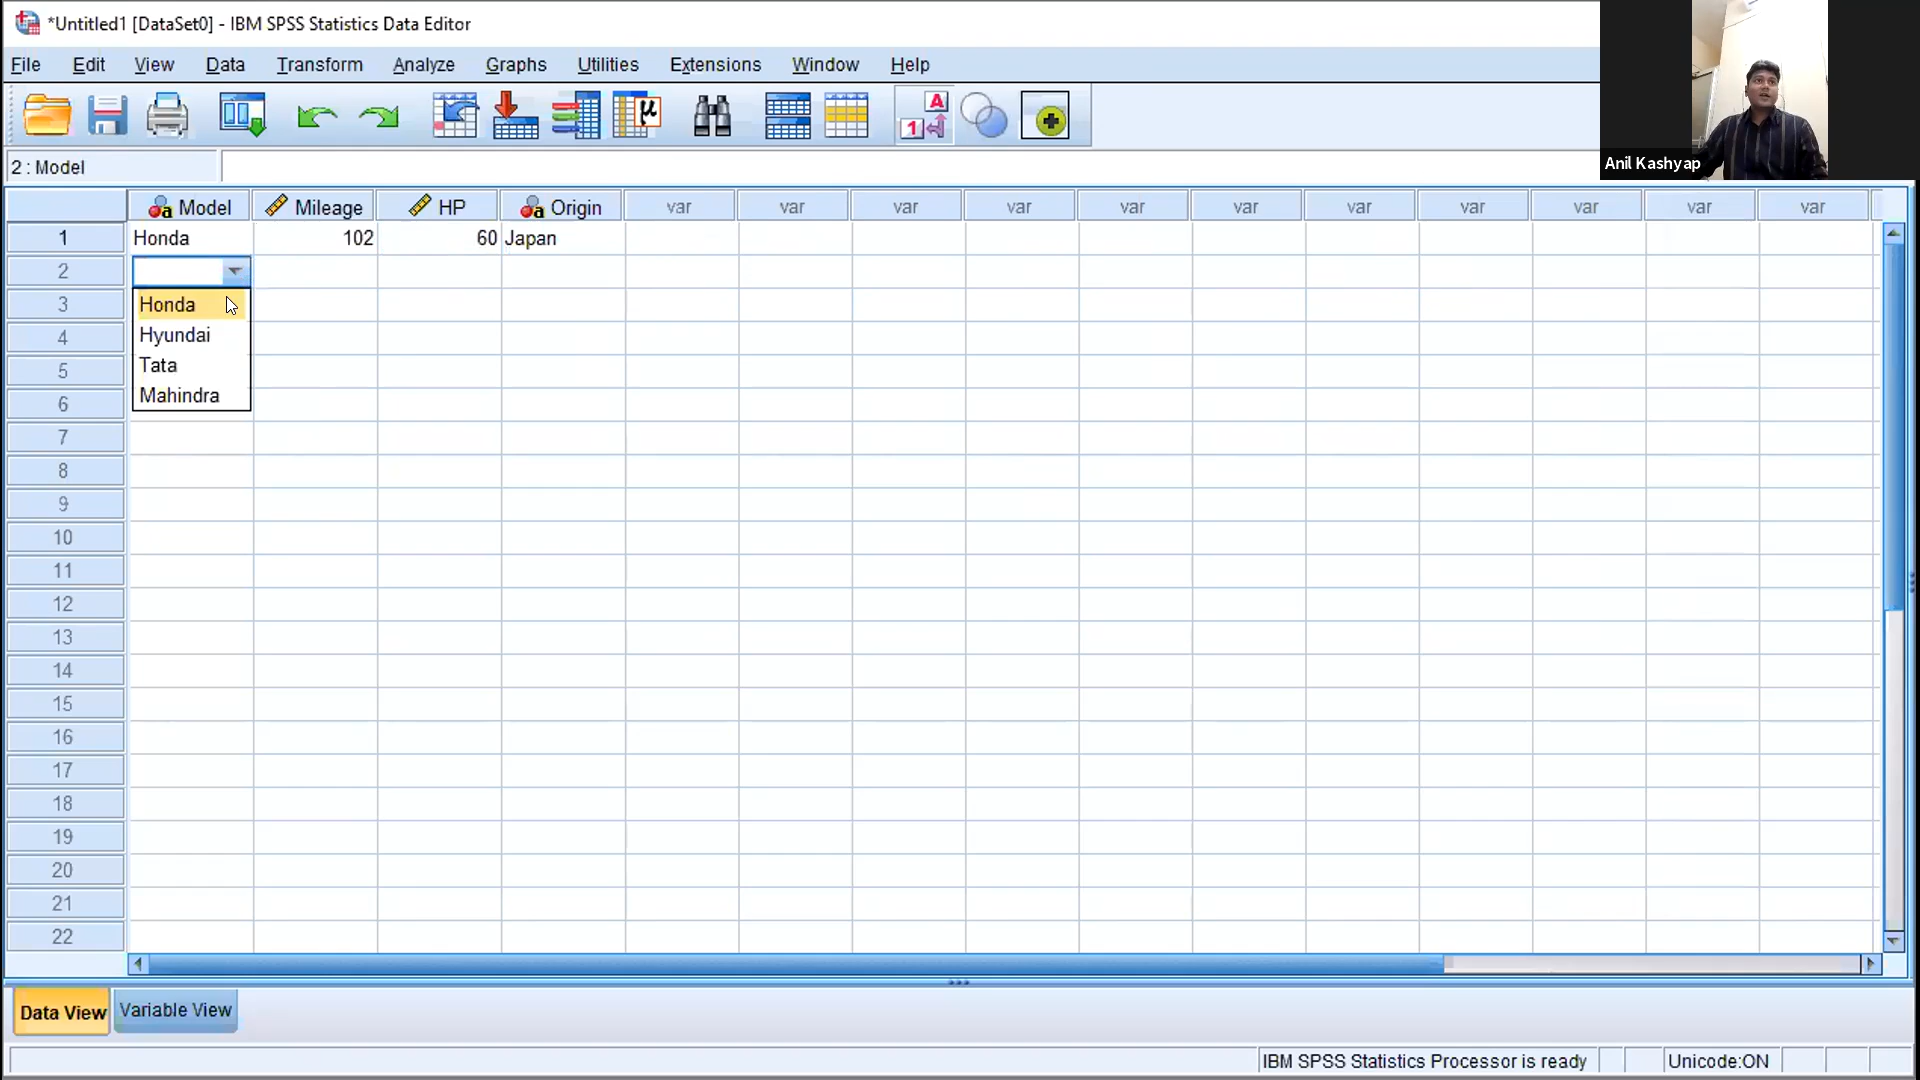 *Untitled1 [DataSet0] - IBM SPSS Statistics Data Editor
File Edit View Data Transform Analyze Graphs Utilities Extensions Window Help
A
1
μ
Anil Kashyap
2 : Model
Model Mileage HP Origin var var var var var var var var var var var
1 Honda 102 60 Japan
2
3 Honda
4 Hyundai
5 Tata
6 Mahindra
7
8
9
10
11
12
13
14
15
16
17
18
19
20
21
22
Data View Variable View
IBM SPSS Statistics Processor is ready Unicode:ON